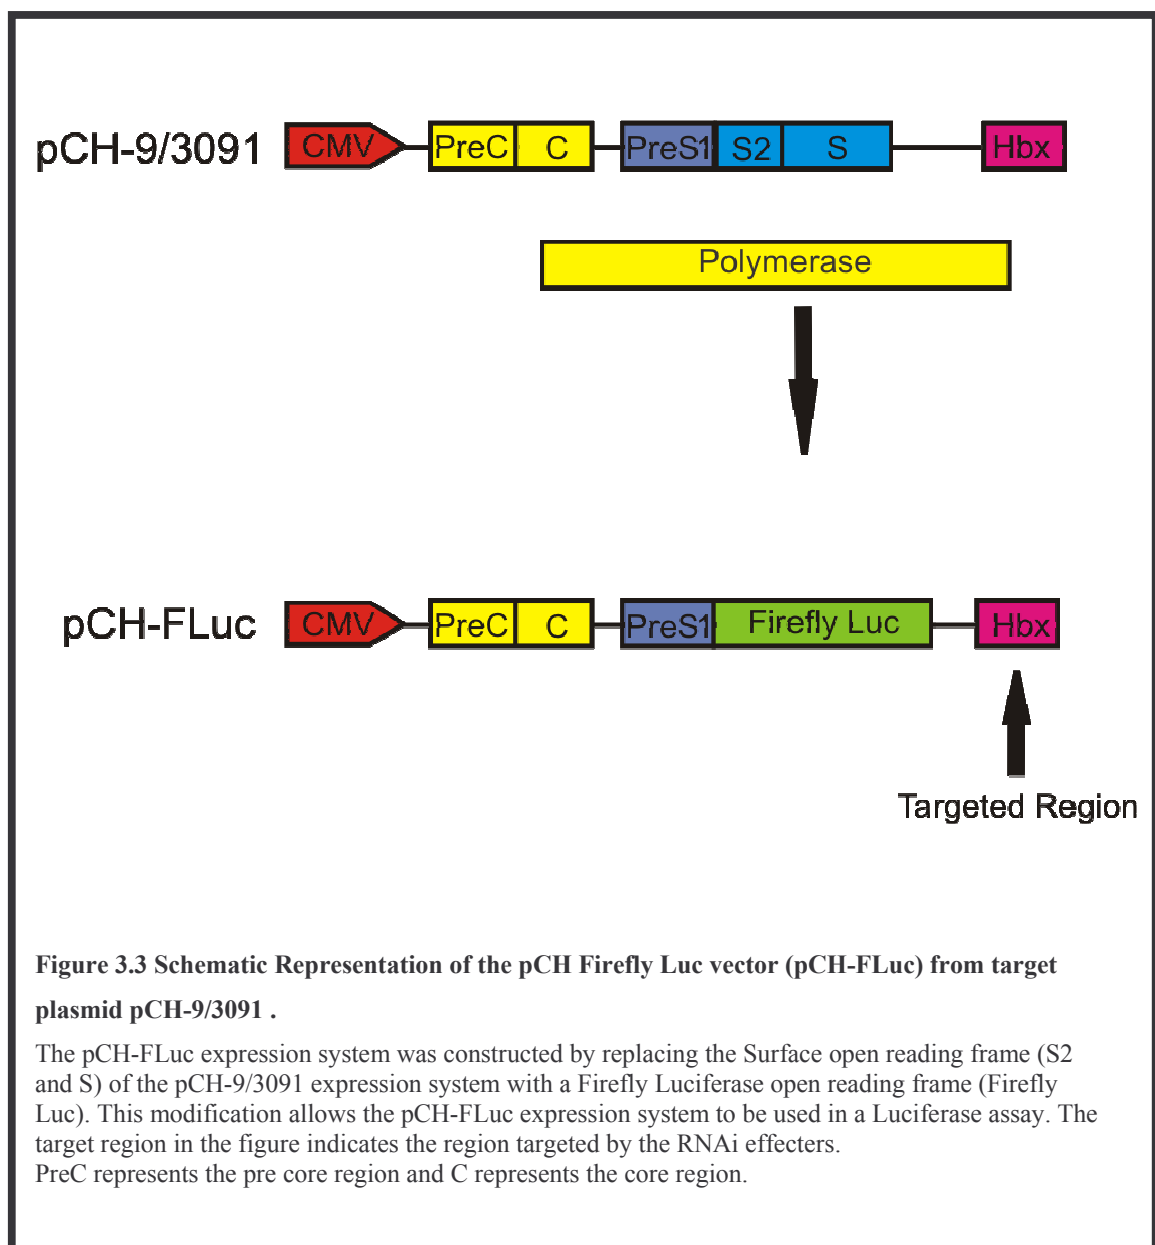 pCH-9/3091 CMV PreC C PreS1 S2 S Hbx
Polymerase
pCH-FLuc CMV PreC C PreS1 Firefly Luc Hbx
Targeted Region
Figure 3.3 Schematic Representation of the pCH Firefly Luc vector (pCH-FLuc) from target
plasmid pCH-9/3091 .
The pCH-FLuc expression system was constructed by replacing the Surface open reading frame (S2
and S) of the pCH-9/3091 expression system with a Firefly Luciferase open reading frame (Firefly
Luc). This modification allows the pCH-FLuc expression system to be used in a Luciferase assay. The
target region in the figure indicates the region targeted by the RNAi effecters.
PreC represents the pre core region and C represents the core region.